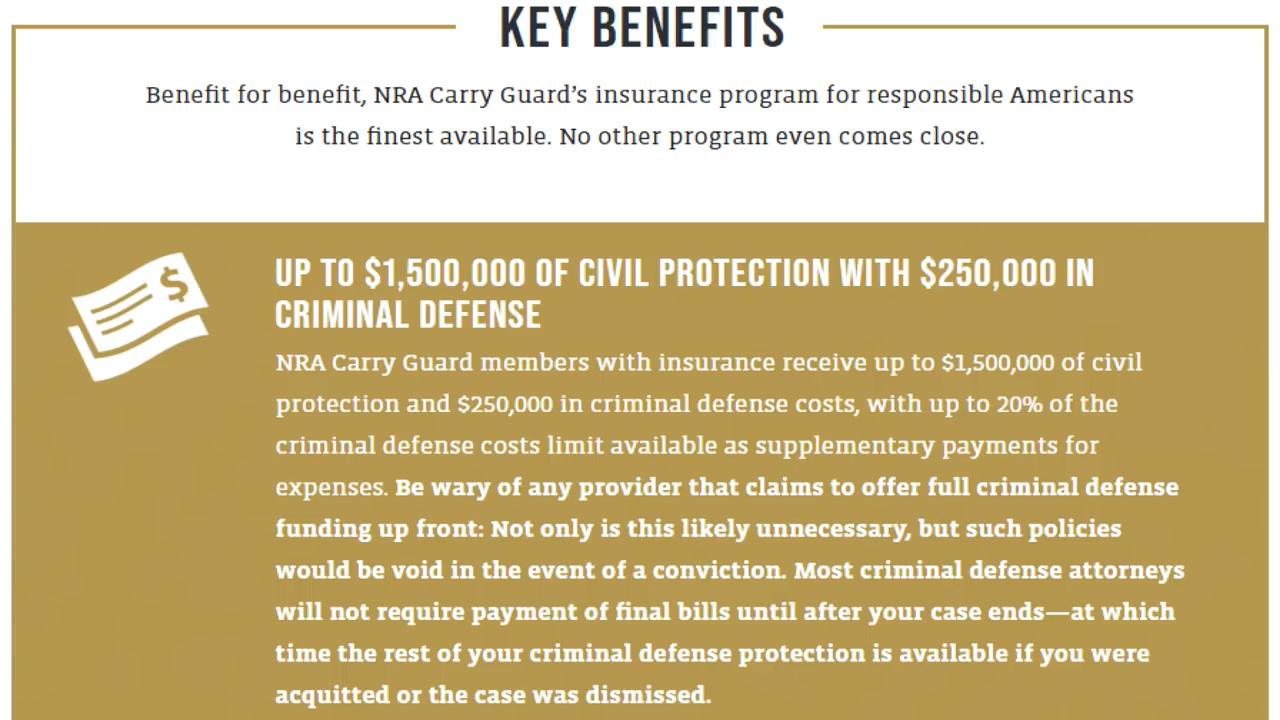 KEY BENEFITS
Benefit for benefit, NRA Carry Guard’s insurance program for responsible Americans
is the finest available. No other program even comes close.
$
UP TO $1,500,000 OF CIVIL PROTECTION WITH $250,000 IN
CRIMINAL DEFENSE
NRA Carry Guard members with insurance receive up to $1,500,000 of civil
protection and $250,000 in criminal defense costs, with up to 20% of the
criminal defense costs limit available as supplementary payments for
expenses. Be wary of any provider that claims to offer full criminal defense
funding up front: Not only is this likely unnecessary, but such policies
would be void in the event of a conviction. Most criminal defense attorneys
will not require payment of final bills until after your case ends—at which
time the rest of your criminal defense protection is available if you were
acquitted or the case was dismissed.